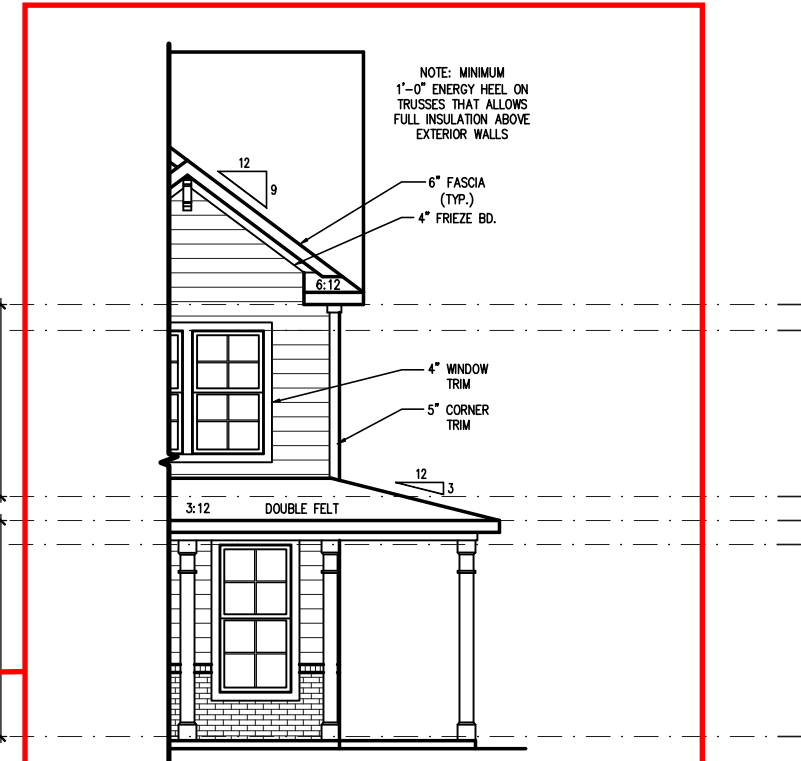 NOTE: MINIMUM
1'-0" ENERGY HEEL ON
TRUSSES THAT ALLOWS
FULL INSULATION ABOVE
EXTERIOR WALLS
12
9
6" FASCIA
(TYP.)
4" FRIEZE BD.
6:12
4" WINDOW
TRIM
5" CORNER
TRIM
12
3
3:12 DOUBLE FELT